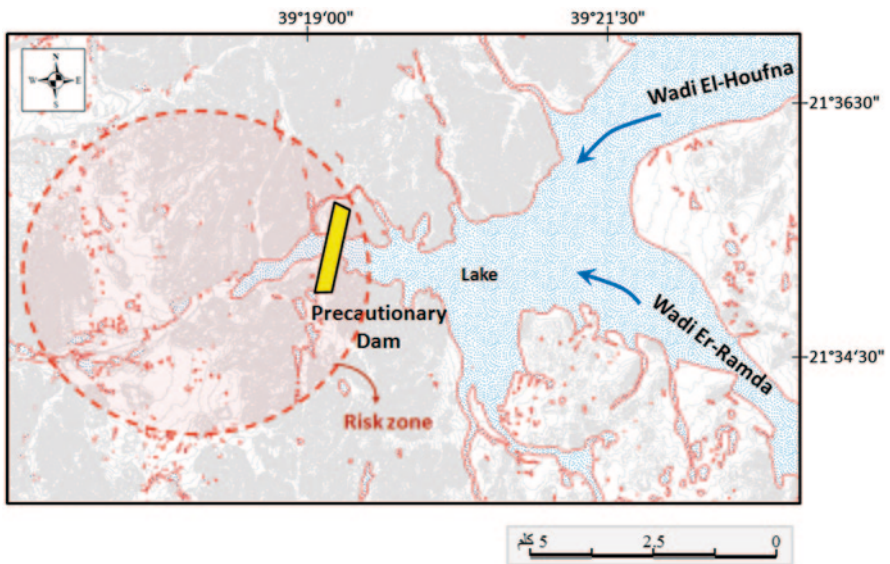 39°19'00"
39°21'30"
N
W
E
S
Wadi El-Houfna
21°3630"
Lake
Precautionary
Dam
Wadi Er-Ramda
21°34'30"
Risk zone
كلم 5
2.5
0